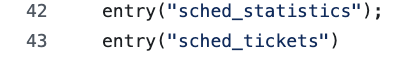 42 entry("sched_statistics");
43 entry("sched_tickets")